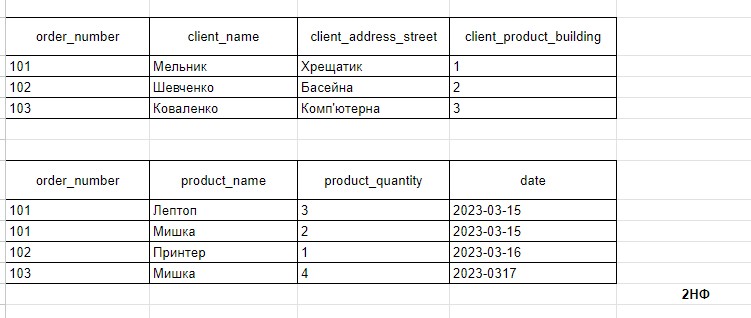 order_number client_name client_address_street client_product_building
101 Мельник Хрещатик 1
102 Шевченко Басейна 2
103 Коваленко Комп'ютерна 3
order_number product_name product_quantity date
101 Лептоп 3 2023-03-15
101 Мишка 2 2023-03-15
102 Принтер 1 2023-03-16
103 Мишка 4 2023-0317
2НФ